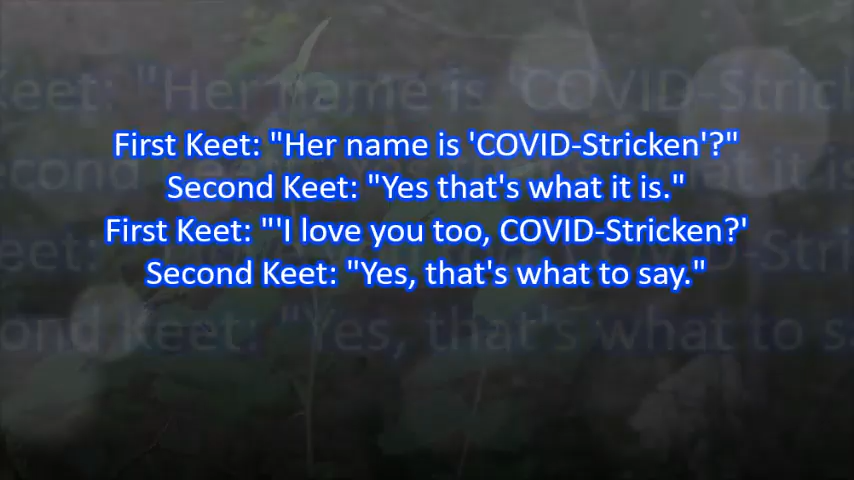 First Keet: "Her name is 'COVID-Stricken'?"
Second Keet: "Yes that's what it is."
First Keet: "'I love you too, COVID-Stricken?'
Second Keet: "Yes, that's what to say."